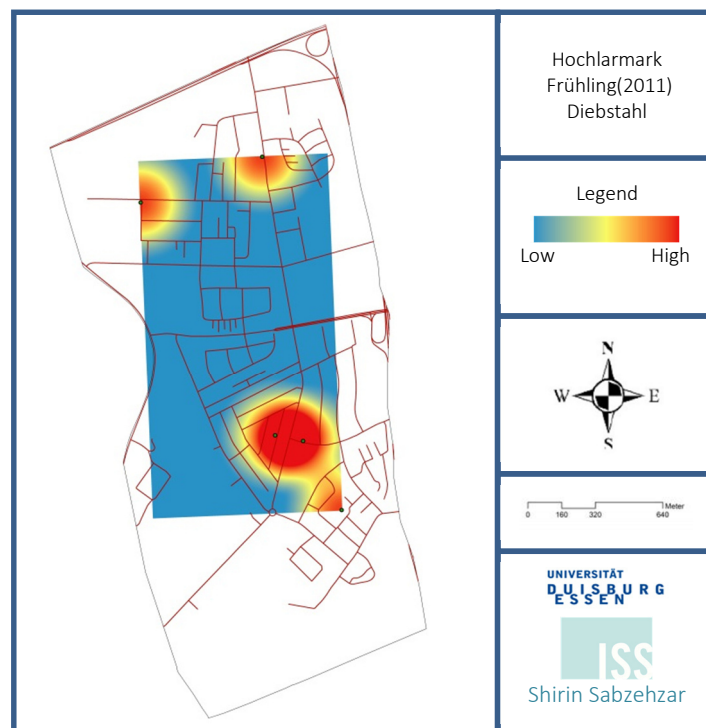 Hochlarmark
Frühling(2011)
Diebstahl
Legend
Low High
N
W E
S
Meter
0 160 320 640
UNIVERSITÄT
DUISBURG
ESSEN
ISS
Shirin Sabzehzar